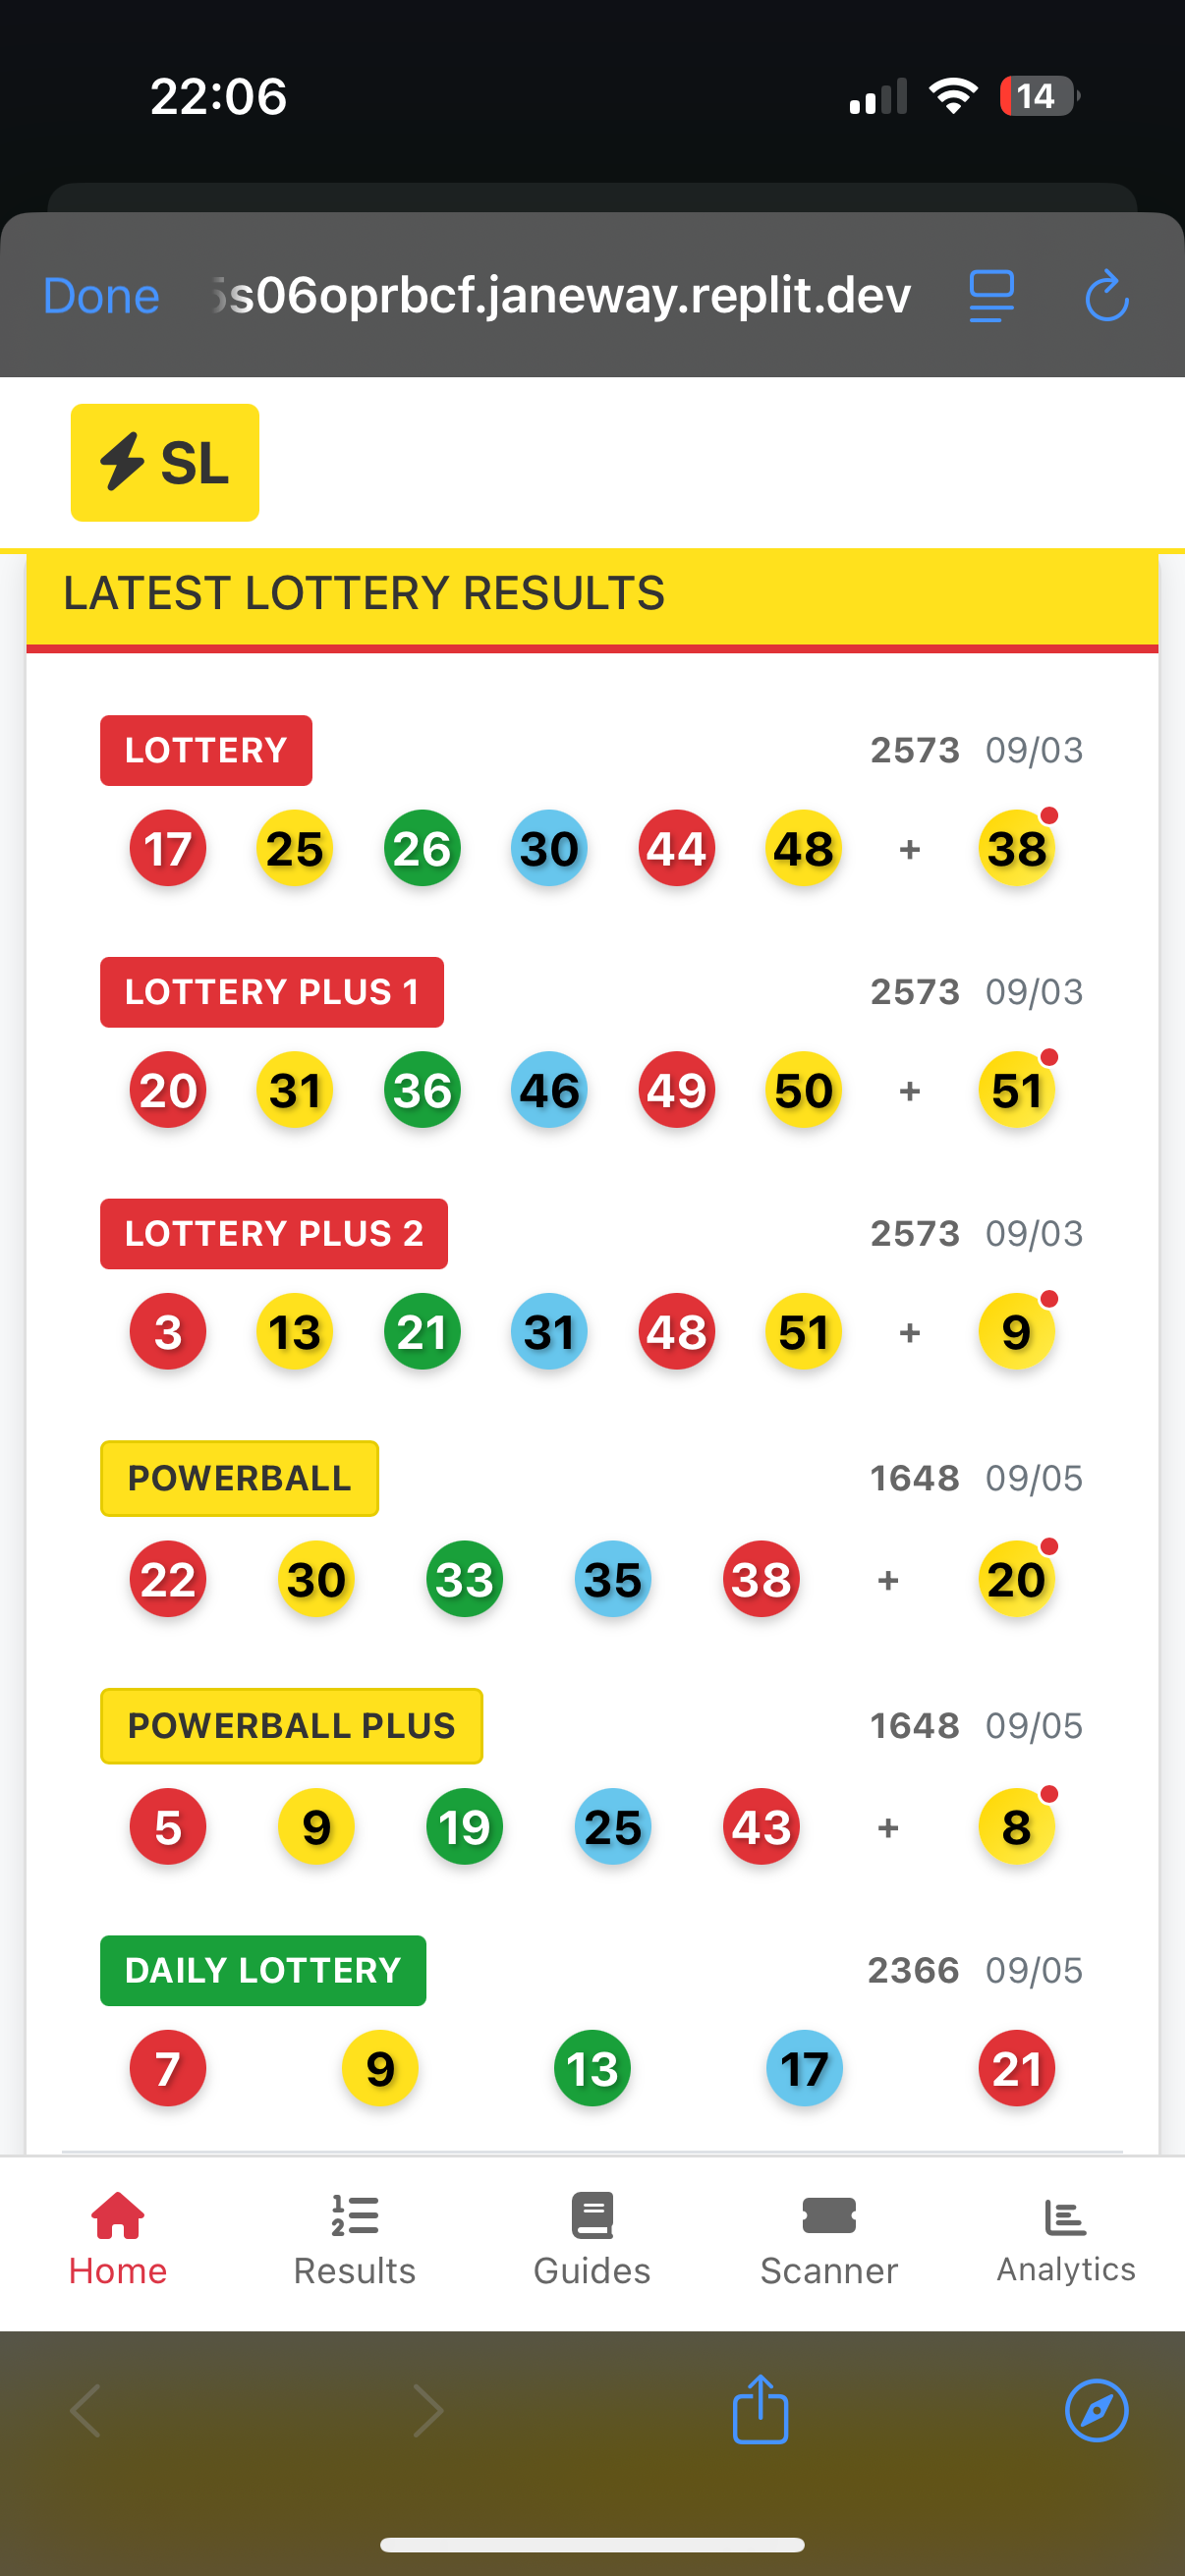 22:06
14
Done
5s06oprbcf.janeway.replit.dev
SL
LATEST LOTTERY RESULTS
LOTTERY 2573 09/03
17 25 26 30 44 48 + 38
LOTTERY PLUS 1 2573 09/03
20 31 36 46 49 50 + 51
LOTTERY PLUS 2 2573 09/03
3 13 21 31 48 51 + 9
POWERBALL 1648 09/05
22 30 33 35 38 + 20
POWERBALL PLUS 1648 09/05
5 9 19 25 43 + 8
DAILY LOTTERY 2366 09/05
7 9 13 17 21
Home Results Guides Scanner Analytics